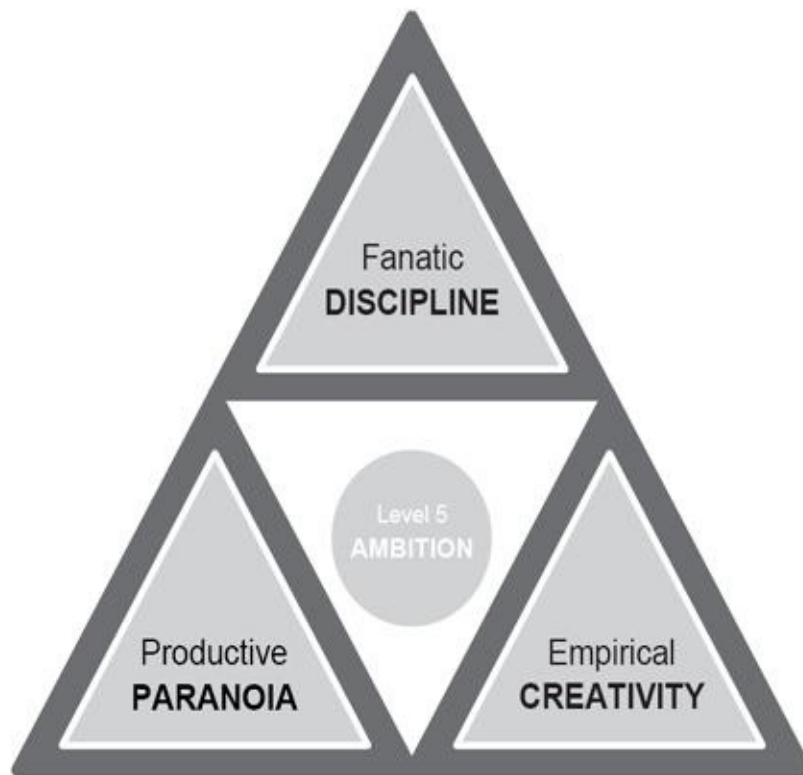 Fanatic
DISCIPLINE
Level 5
AMBITION
Productive
PARANOIA
Empirical
CREATIVITY